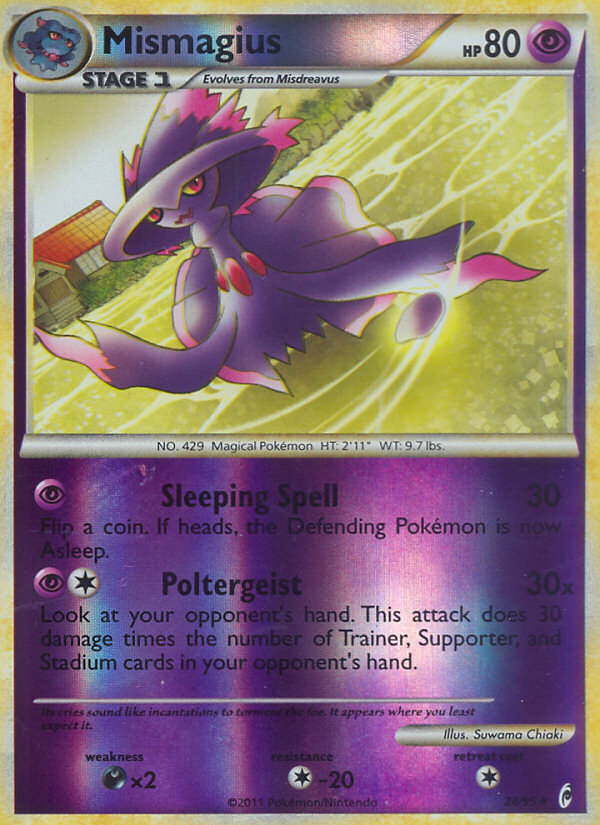 Mismagius HP 80
STAGE 1 Evolves from Misdreavus
NO. 429 Magical Pokémon HT: 2'11" WT: 9.7 lbs.
Sleeping Spell 30
Flip a coin. If heads, the Defending Pokémon is now
Asleep.
Poltergeist 30x
Look at your opponent's hand. This attack does 30
damage times the number of Trainer, Supporter, and
Stadium cards in your opponent's hand.
Its cries sound like incantations to torment the foe. It appears where you least
expect it.
Illus. Suwama Chiaki
weakness resistance retreat cost
×2 -20
©2011 Pokémon/Nintendo 28/95 ★